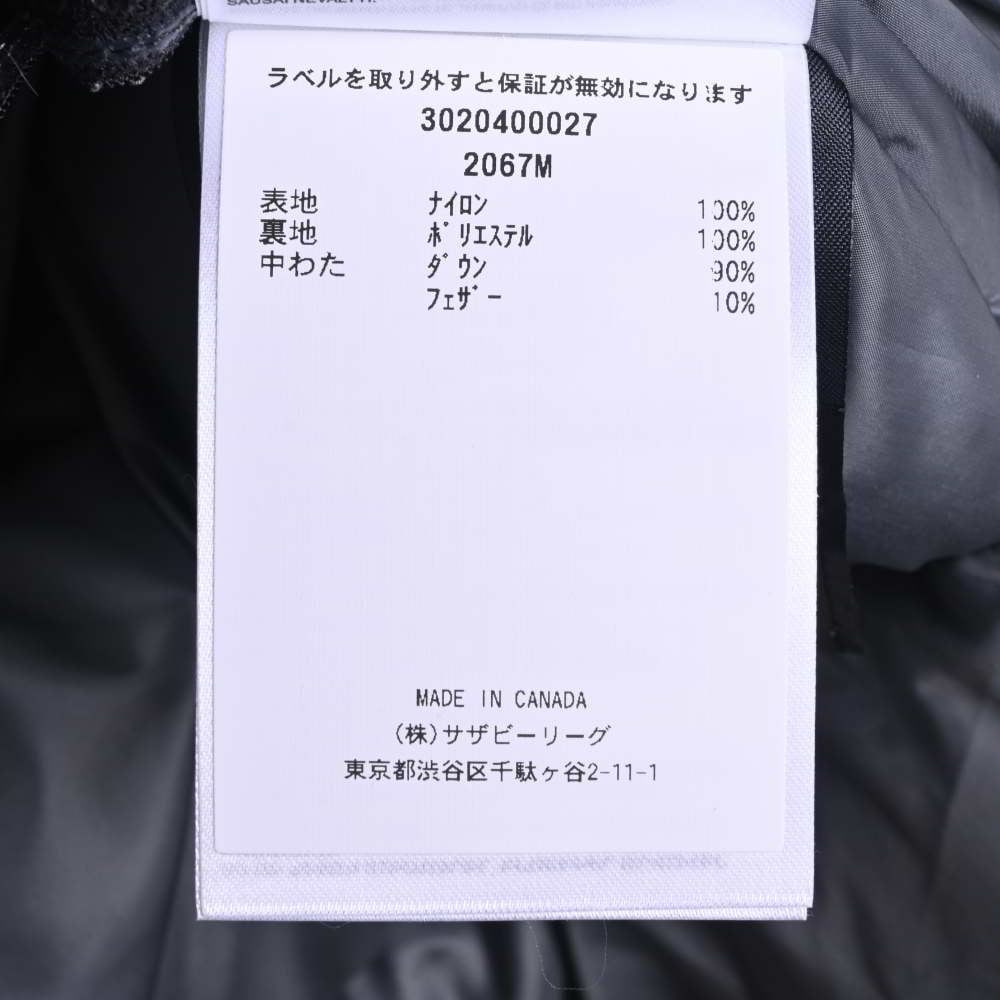 ラベルを取り外すと保証が無効になります
3020400027
2067M
表地 ナイロン 100%
裏地 ポリエステル 100%
中わた ダウン 90%
フェザー 10%
MADE IN CANADA
(株)サザビーリーグ
東京都渋谷区千駄ヶ谷2-11-1